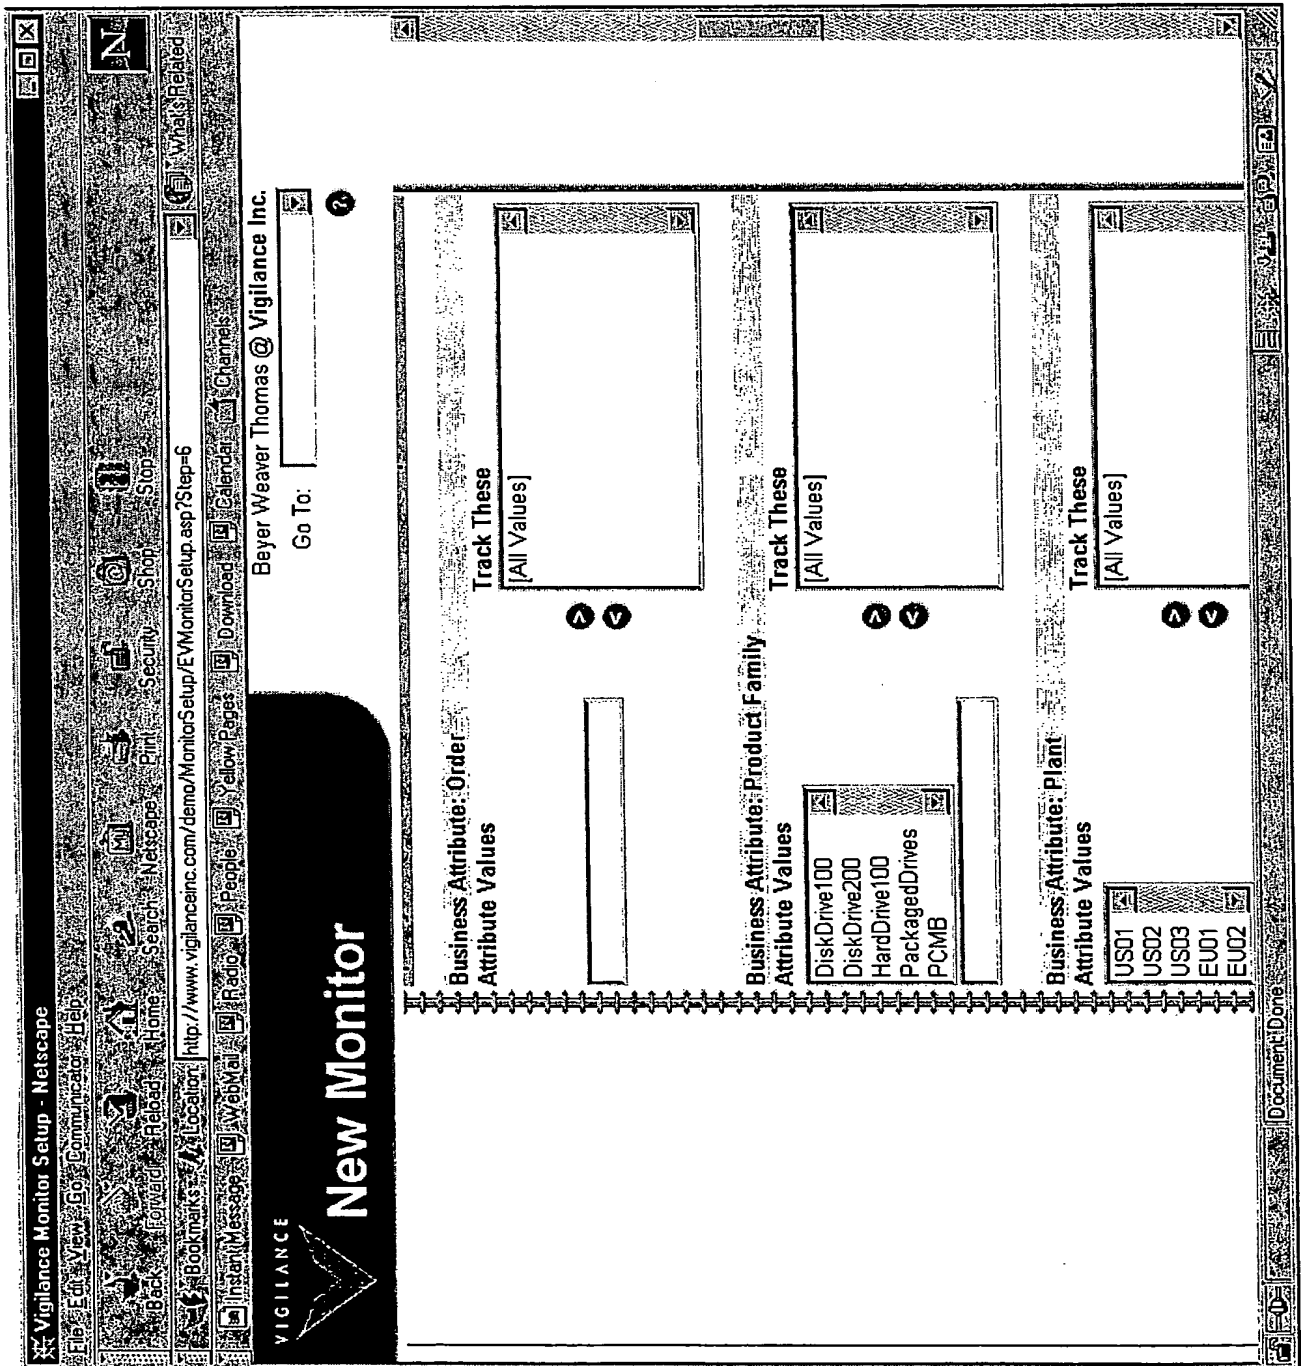 Vigilance Monitor Setup - Netscape
File Edit View Go Communicator Help
Back Forward Reload Home Search Netscape Print Security Shop Stop
N
Bookmarks Location: http://www.vigilanceinc.com/demo/MonitorSetup/EVMonitorSetup.asp?Step=6 What's Related
Instant Message WebMail Radio People Yellow Pages Download Calendar Channels
VIGILANCE
New Monitor
Beyer Weaver Thomas @ Vigilance Inc.
Go To:
?
Business Attribute: Order
Attribute Values Track These
[All Values]
Business Attribute: Product Family
Attribute Values Track These
DiskDrive100
DiskDrive200
HardDrive100
PackagedDrives
PCMB
[All Values]
Business Attribute: Plant
Attribute Values Track These
US01
US02
US03
EU01
EU02
[All Values]
Document: Done